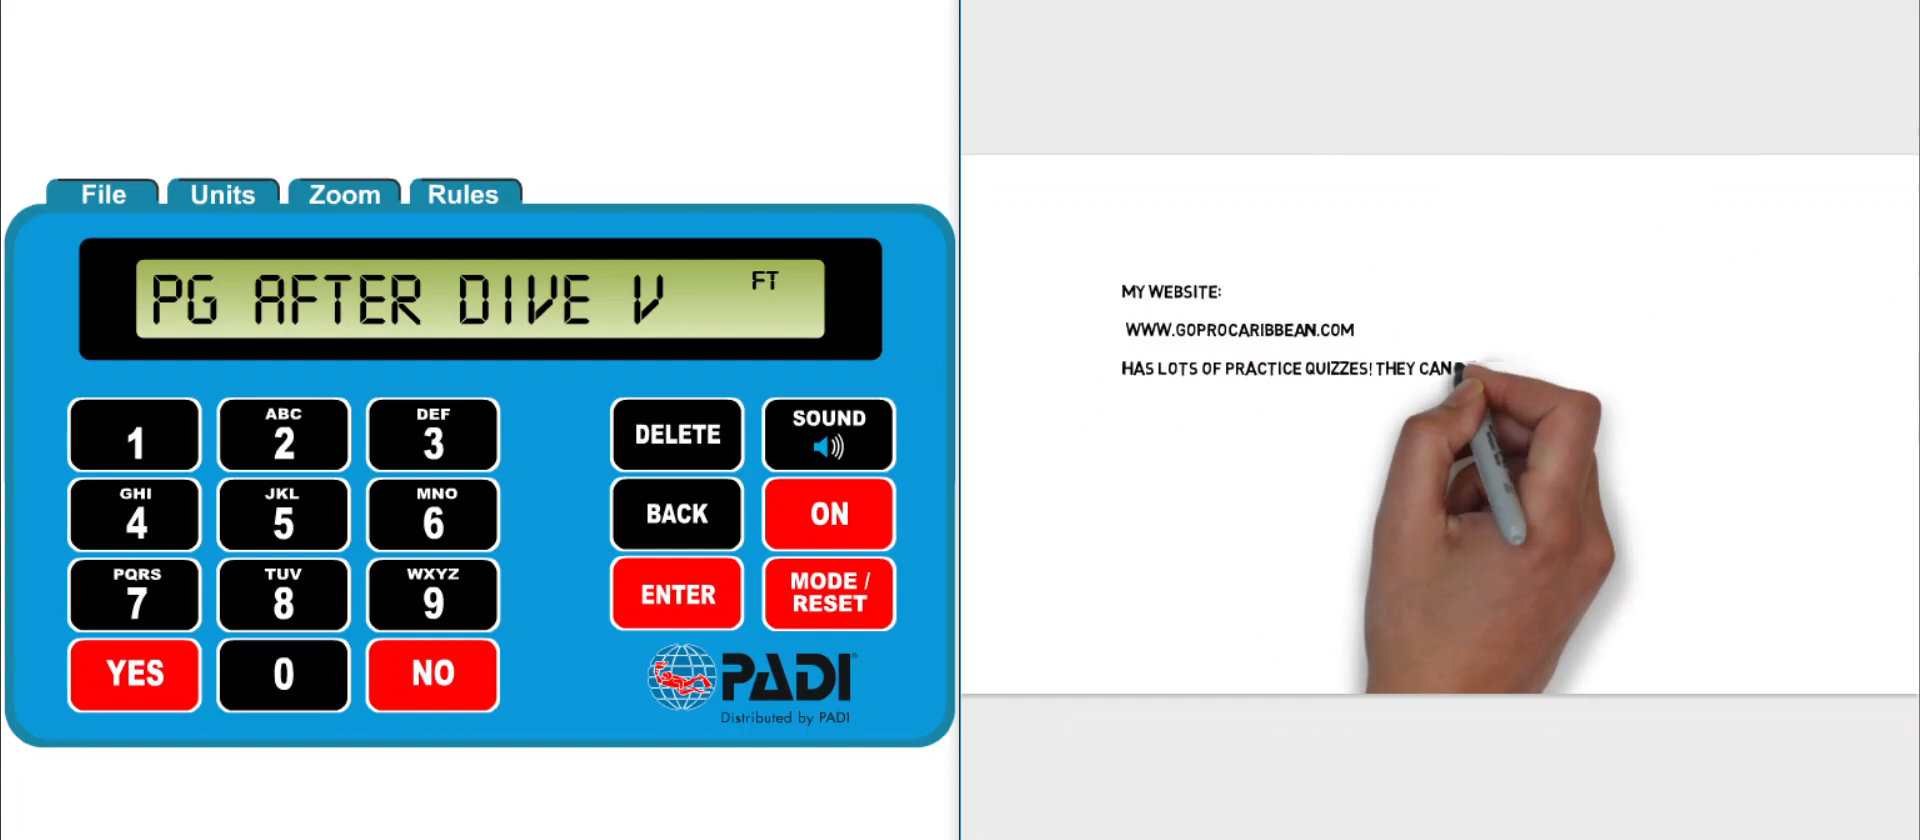 File
Units
Zoom
Rules
PG AFTER DIVE V
FT
1
ABC
2
DEF
3
DELETE
SOUND
GHI
4
JKL
5
MNO
6
BACK
ON
PQRS
7
TUV
8
WXYZ
9
ENTER
MODE /
RESET
YES
0
NO
PADI
Distributed by PADI
MY WEBSITE:
WWW.GOPROCARIBBEAN.COM
HAS LOTS OF PRACTICE QUIZZES! THEY CAN